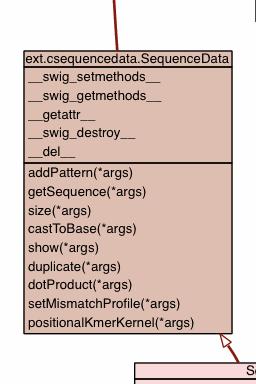 ext.csequencedata.SequenceData
__swig_setmethods__
__swig_getmethods__
__getattr__
__swig_destroy__
__del__
addPattern(*args)
getSequence(*args)
size(*args)
castToBase(*args)
show(*args)
duplicate(*args)
dotProduct(*args)
setMismatchProfile(*args)
positionalKmerKernel(*args)